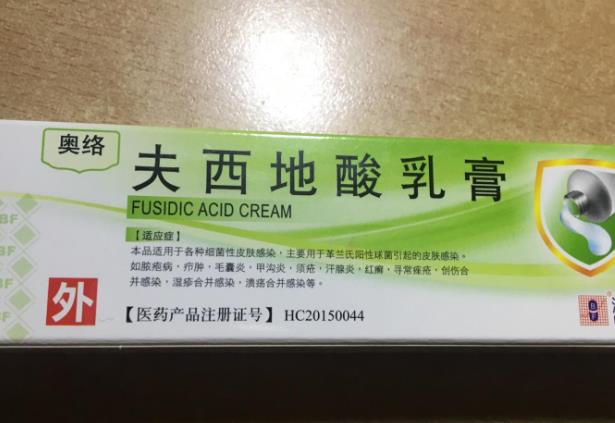 奥络
夫西地酸乳膏
FUSIDIC ACID CREAM
【适应症】
本品适用于各种细菌性皮肤感染，主要用于革兰氏阳性球菌引起的皮肤感染。
如脓疱病、疖肿、毛囊炎、甲沟炎、须疮、汗腺炎、红癣、寻常痤疮、创伤合
并感染，湿疹合并感染，溃疡合并感染等。
外
【医药产品注册证号】 HC20150044
BF
BF
BF